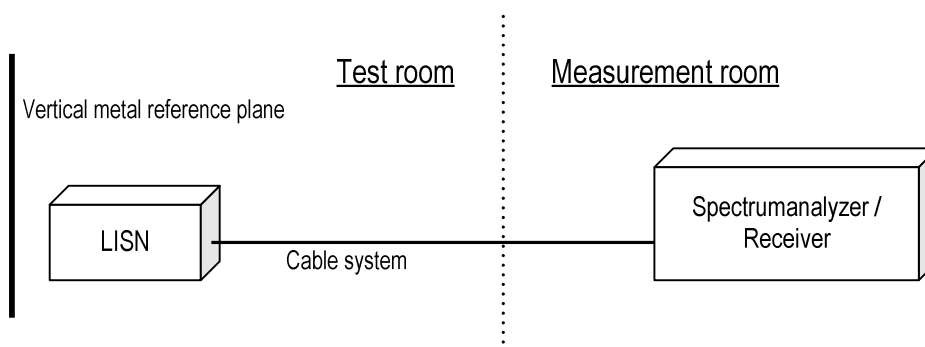 Test room
Measurement room
Vertical metal reference plane
LISN
Cable system
Spectrumanalyzer /
Receiver